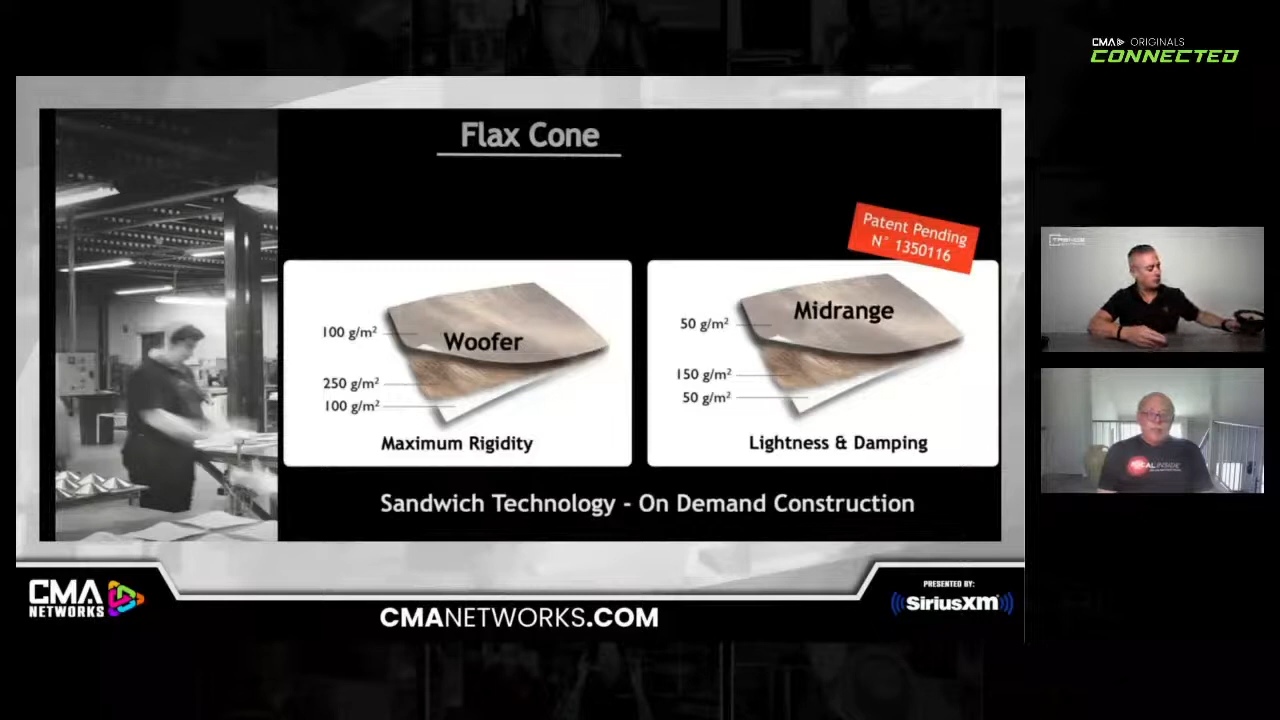 CMA ORIGINALS
CONNECTED
Flax Cone
Patent Pending
N° 1350116
100 g/m²
Woofer
250 g/m²
100 g/m²
Maximum Rigidity
50 g/m²
Midrange
150 g/m²
50 g/m²
Lightness & Damping
Sandwich Technology - On Demand Construction
CMA
NETWORKS
CMANETWORKS.COM
PRESENTED BY:
SiriusXM